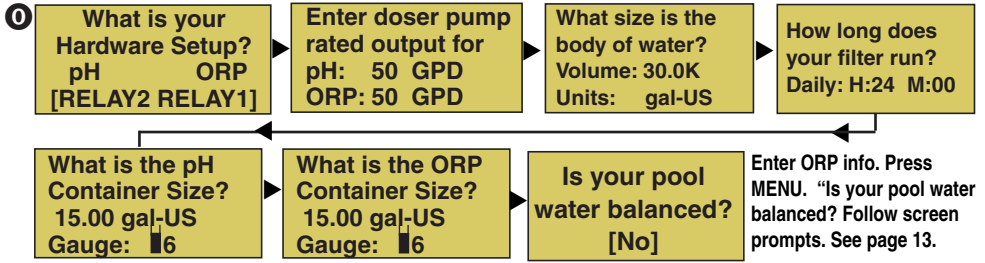 O
What is your
Hardware Setup?
pH ORP
[RELAY2 RELAY1]
Enter doser pump
rated output for
pH: 50 GPD
ORP: 50 GPD
What size is the
body of water?
Volume: 30.0K
Units: gal-US
How long does
your filter run?
Daily: H:24 M:00
What is the pH
Container Size?
15.00 gal-US
Gauge: 6
What is the ORP
Container Size?
15.00 gal-US
Gauge: 6
Is your pool
water balanced?
[No]
Enter ORP info. Press
MENU. “Is your pool water
balanced? Follow screen
prompts. See page 13.